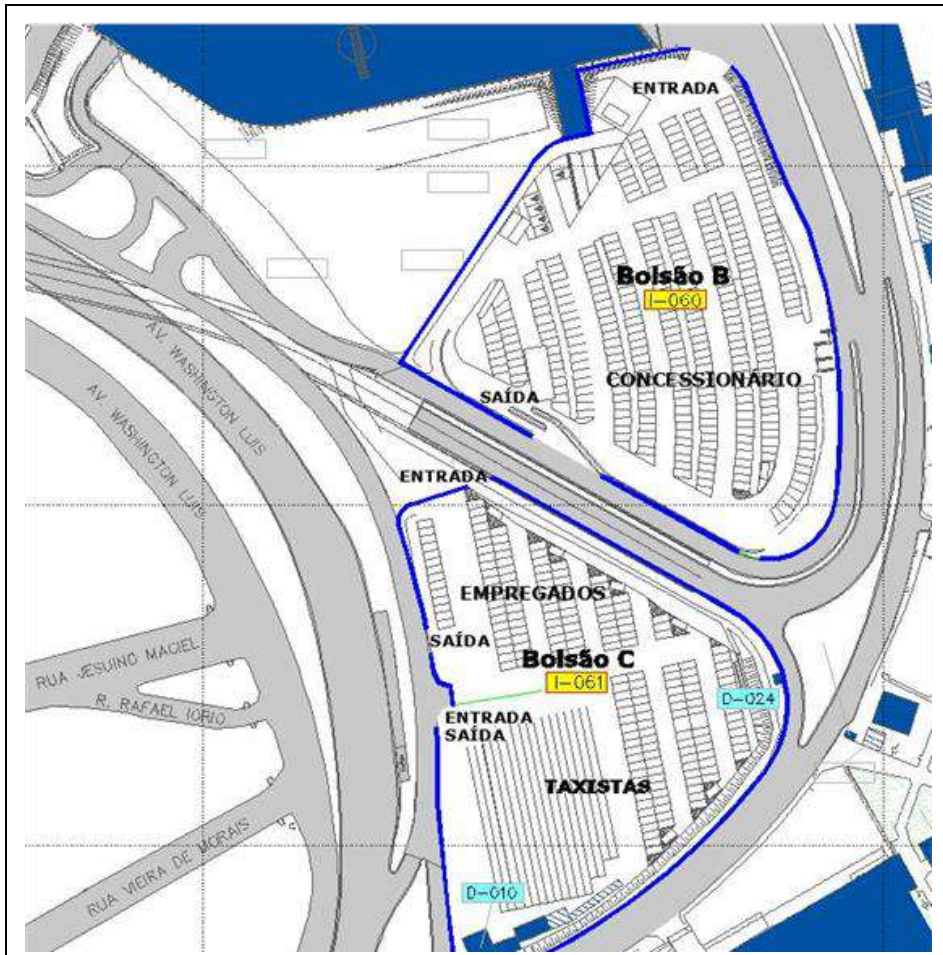 ENTRADA
Bolsão B
I-060
CONCESSIONÁRIO
SAÍDA
AV. WASHINGTON LUIS
AV. WASHINGTON LUIS
ENTRADA
EMPREGADOS
SAÍDA
Bolsão C
I-061
D-024
ENTRADA
SAÍDA
TAXISTAS
RUA JESUINO MACIEL
R. RAFAEL IORIO
RUA VIEIRA DE MORAIS
D-010